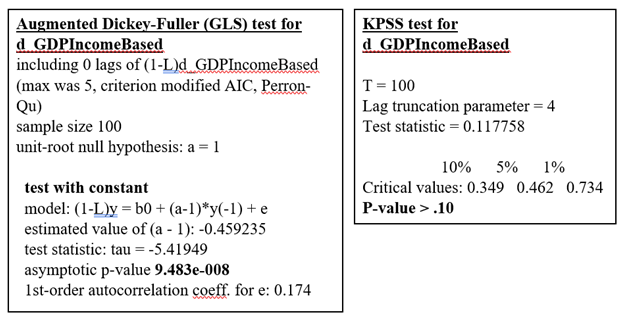 Augmented Dickey-Fuller (GLS) test for
d_GDPIncomeBased
including 0 lags of (1-L)d_GDPIncomeBased
(max was 5, criterion modified AIC, Perron-
Qu)
sample size 100
unit-root null hypothesis: a = 1
test with constant
model: (1-L)y = b0 + (a-1)*y(-1) + e
estimated value of (a - 1): -0.459235
test statistic: tau = -5.41949
asymptotic p-value 9.483e-008
1st-order autocorrelation coeff. for e: 0.174
KPSS test for
d_GDPIncomeBased
T = 100
Lag truncation parameter = 4
Test statistic = 0.117758
10% 5% 1%
Critical values: 0.349 0.462 0.734
P-value > .10